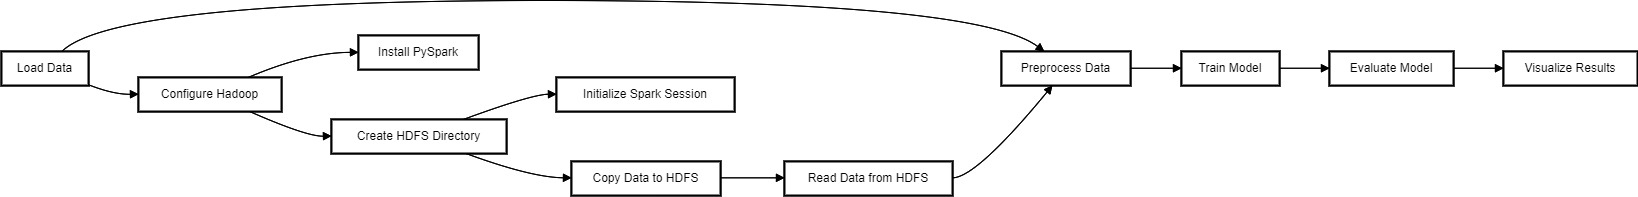 Load Data
Configure Hadoop
Install PySpark
Create HDFS Directory
Initialize Spark Session
Copy Data to HDFS
Read Data from HDFS
Preprocess Data
Train Model
Evaluate Model
Visualize Results